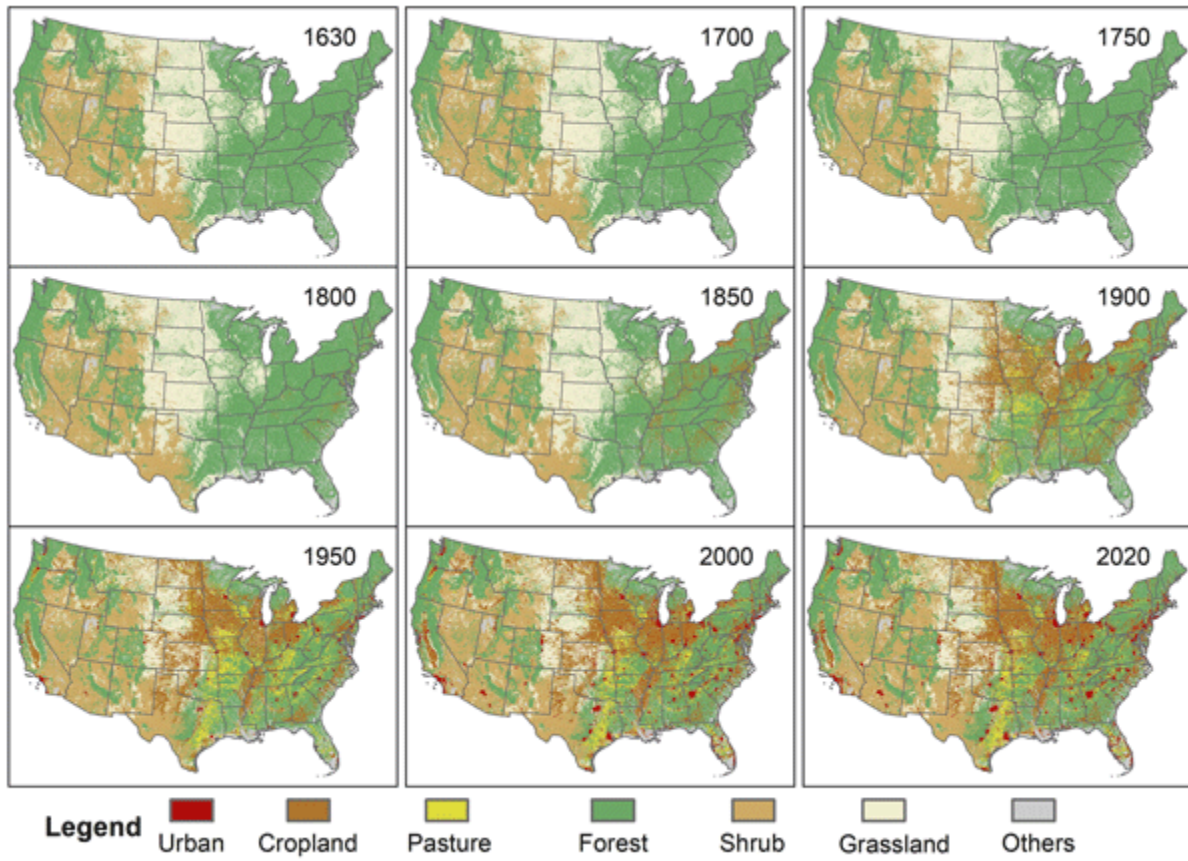 1630
1700
1750
1800
1850
1900
1950
2000
2020
Legend
Urban
Cropland
Pasture
Forest
Shrub
Grassland
Others